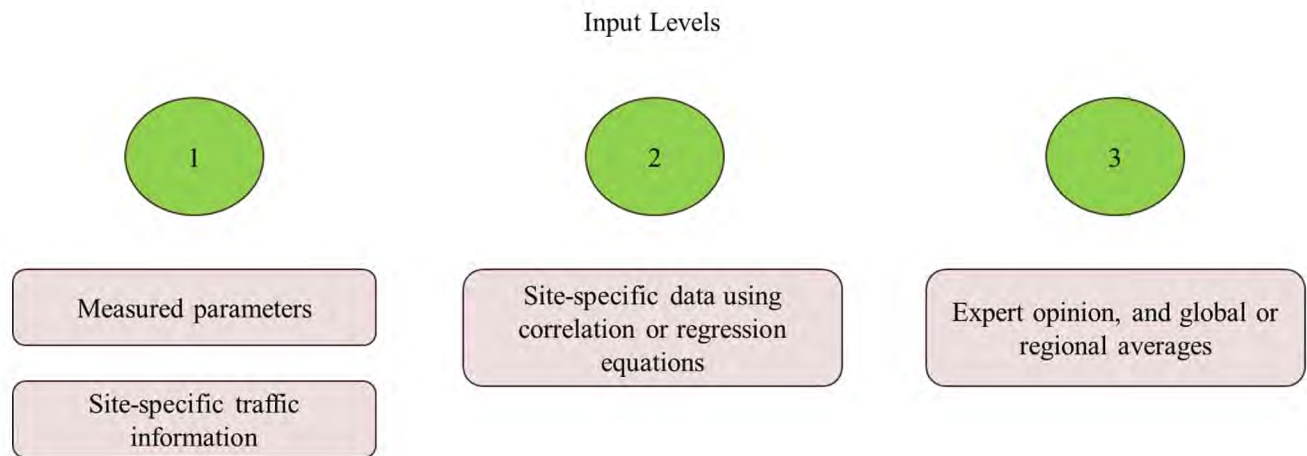 Input Levels
1
2
3
Measured parameters
Site-specific traffic
information
Site-specific data using
correlation or regression
equations
Expert opinion, and global or
regional averages